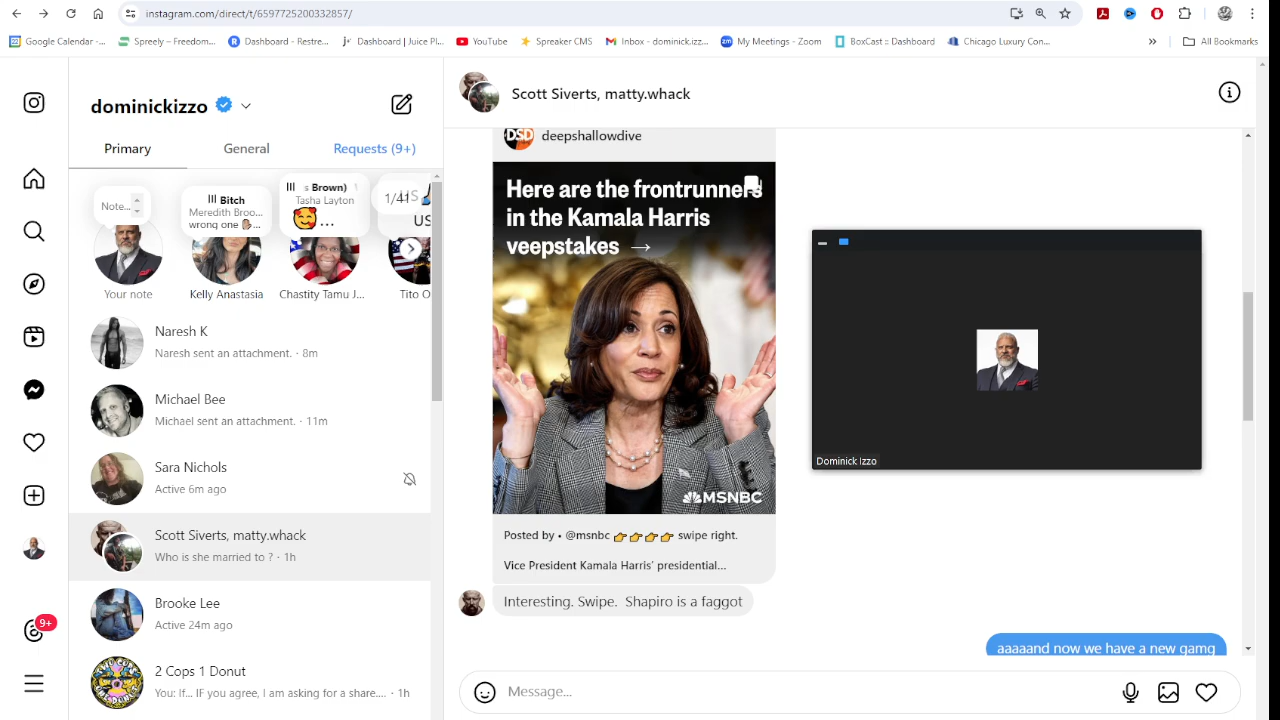 instagram.com/direct/t/6597725200332857/
Google Calendar -...
Spreely – Freedom...
Dashboard - Restre...
Dashboard | Juice Pl...
YouTube
Spreaker CMS
Inbox - dominick.izz...
My Meetings - Zoom
BoxCast :: Dashboard
Chicago Luxury Con...
»
All Bookmarks
dominickizzo
Primary
General
Requests (9+)
Note...
Bitch
Meredith Broo...
wrong one
s Brown)
Tasha Layton
...
1/41
US
Your note
Kelly Anastasia
Chastity Tamu J...
Tito O
Naresh K
Naresh sent an attachment. · 8m
Michael Bee
Michael sent an attachment. · 11m
Sara Nichols
Active 6m ago
Scott Siverts, matty.whack
Who is she married to ? · 1h
Brooke Lee
Active 24m ago
2 Cops 1 Donut
You: If... IF you agree, I am asking for a share.... · 1h
9+
Scott Siverts, matty.whack
DSD
deepshallowdive
Here are the frontrunners
in the Kamala Harris
veepstakes →
MSNBC
Posted by • @msnbc 👉👉👉👉 swipe right.
Vice President Kamala Harris' presidential...
Interesting. Swipe. Shapiro is a faggot
aaaaand now we have a new gamg
Message...
Dominick Izzo